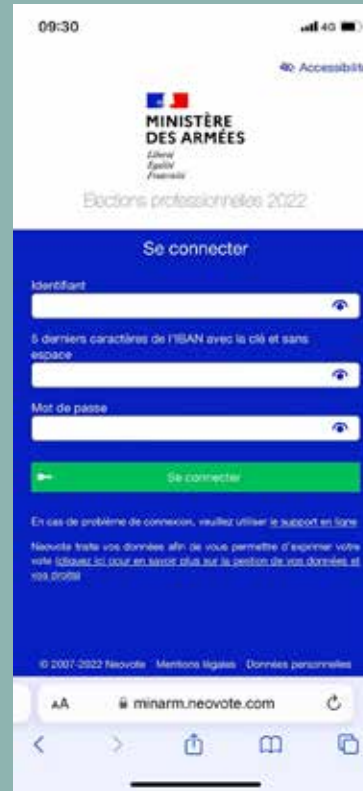 09:30
4G
Accessibilité
MINISTÈRE
DES ARMÉES
Liberté
Égalité
Fraternité
Élections professionnelles 2022
Se connecter
Identifiant
5 derniers caractères de l'IBAN avec la clé et sans
espace
Mot de passe
Se connecter
En cas de problème de connexion, veuillez utiliser le support en ligne
Neovote traite vos données afin de vous permettre d'exprimer votre
vote (cliquez ici pour en savoir plus sur la gestion de vos données et
vos droits)
© 2007-2022 Neovote Mentions légales Données personnelles
AA minarm.neovote.com